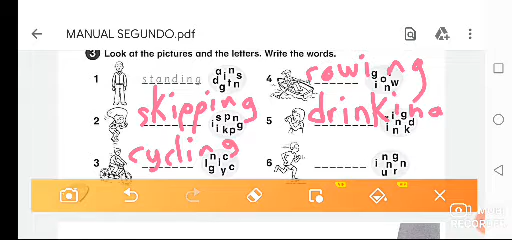 MANUAL SEGUNDO.PDF
3 Look at the pictures and the letters. Write the words.
1 standing a i n s d g t n
4 rowing g o n i n w
2 skipping s p n i i k p g
5 drinking i n g d i n k
3 cycling n i c l g y c
6 i n g n n u r